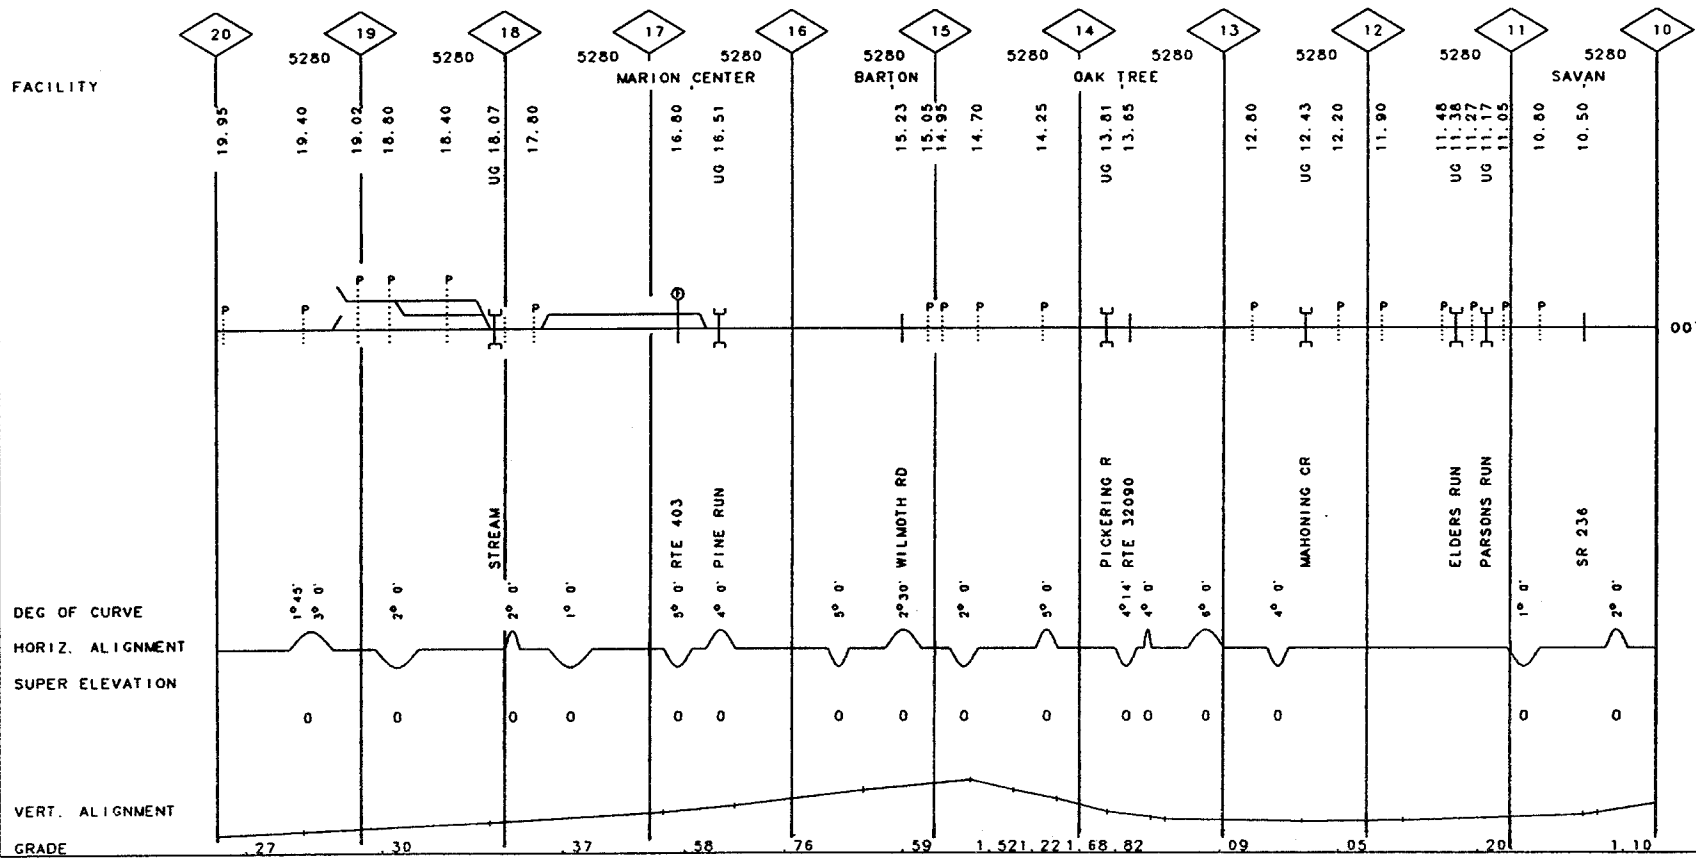 20 19 18 17 16 15 14 13 12 11 10
5280 5280 5280 5280 5280 5280 5280 5280 5280 5280
FACILITY MARION CENTER BARTON OAK TREE SAVAN
19.95 19.40 19.02 18.80 18.40 UG 18.07 17.80 16.80 UG 16.51 15.23 15.05 14.95 14.70 14.25 UG 13.81 13.65 12.80 UG 12.43 12.20 11.90 11.48 UG 11.38 11.27 UG 11.17 11.05 10.80 10.50
P P P P P P P P P P P P P P P P P P P
00
STREAM RTE 403 PINE RUN WILMOTH RD PICKERING R RTE 32090 MAHONING CR ELDERS RUN PARSONS RUN SR 236
DEG OF CURVE 1°45' 3° 0' 2° 0' 2° 0' 1° 0' 5° 0' 4° 0' 5° 0' 2°30' 2° 0' 5° 0' 4°14' 4° 0' 6° 0' 4° 0' 1° 0' 2° 0'
HORIZ. ALIGNMENT
SUPER ELEVATION
0 0 0 0 0 0 0 0 0 0 0 0 0 0 0 0
VERT. ALIGNMENT
GRADE .27 .30 .37 .58 .76 .59 1.52 1.22 1.68 .82 .09 .05 .20 1.10